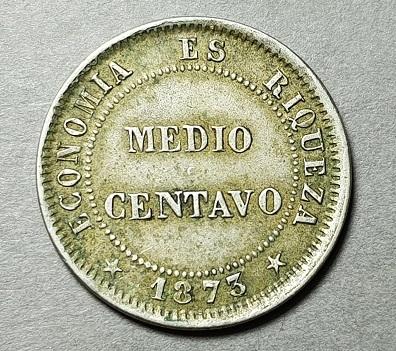 ECONOMIA ES RIQUEZA
MEDIO
CENTAVO
1873